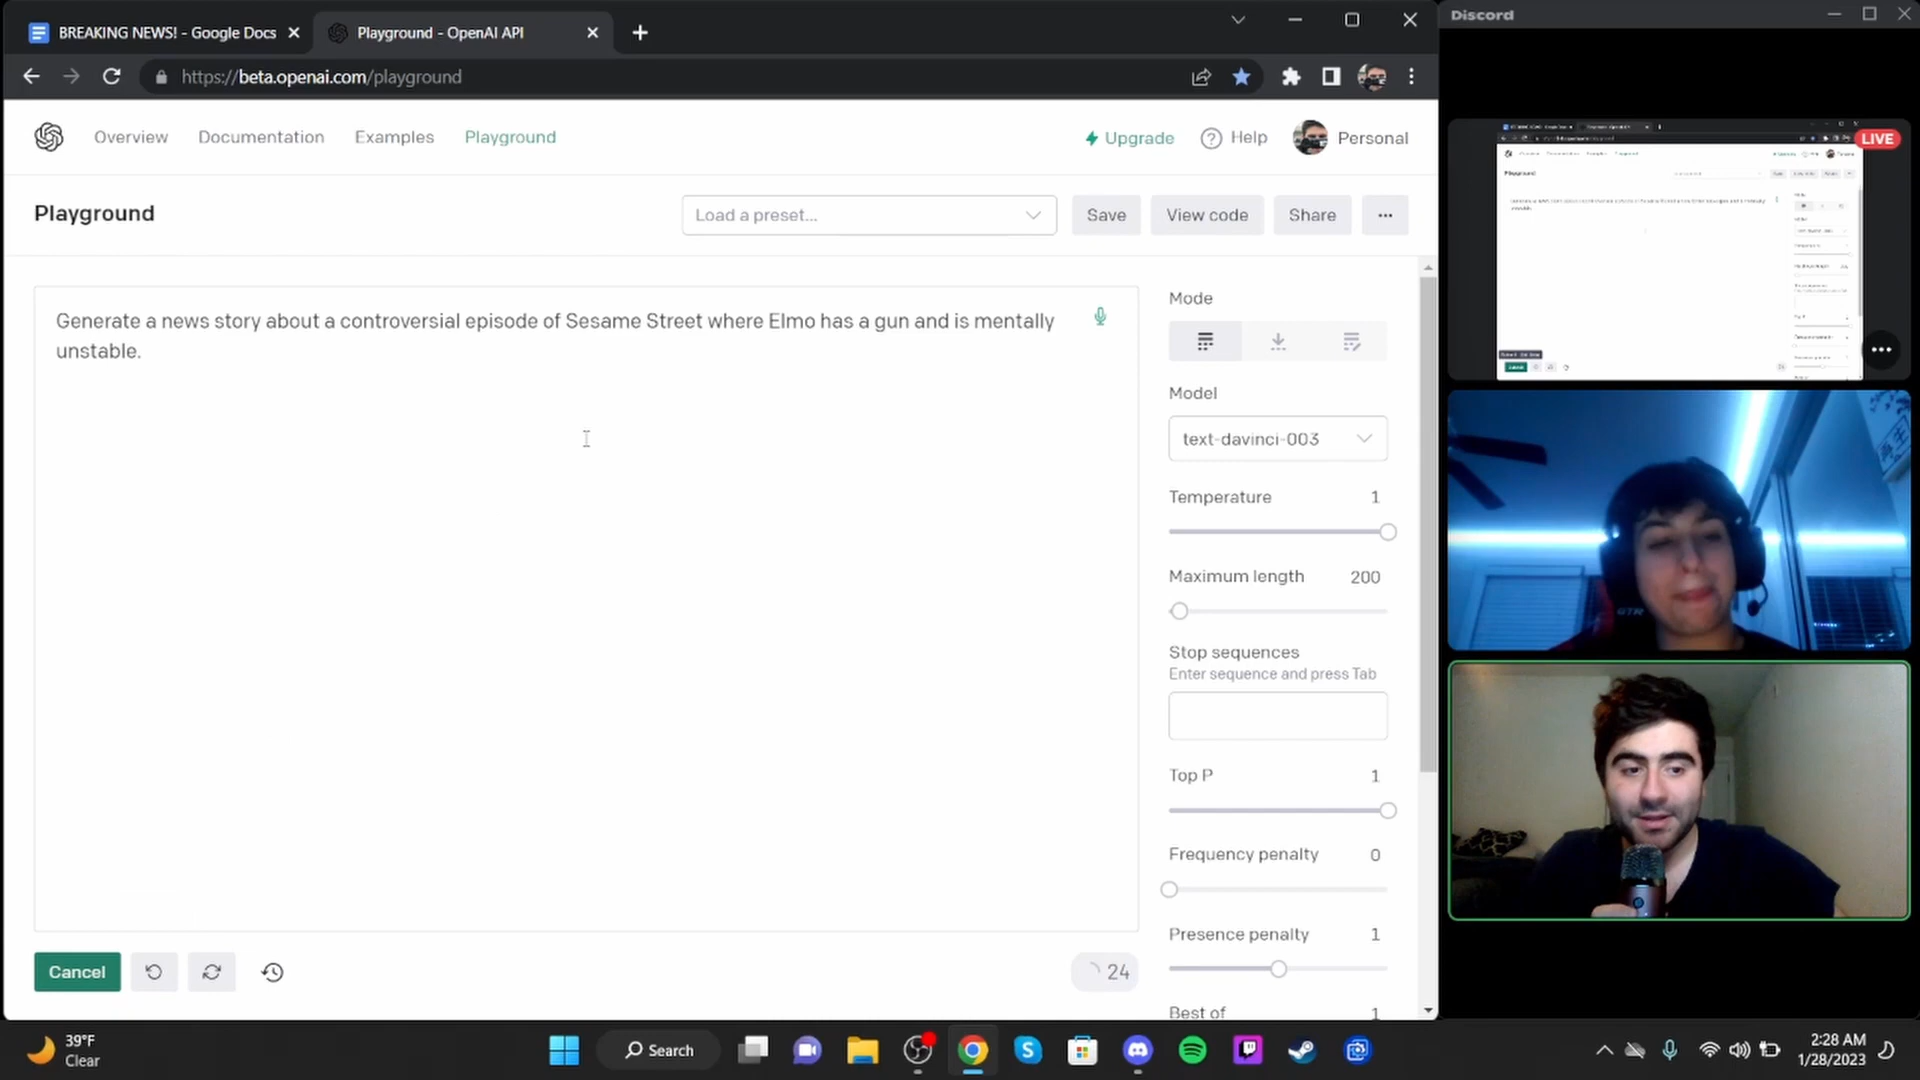 BREAKING NEWS! - Google Docs
Playground - OpenAI API
https://beta.openai.com/playground
Overview
Documentation
Examples
Playground
Upgrade
Help
Personal
Playground
Load a preset...
Save
View code
Share
Generate a news story about a controversial episode of Sesame Street where Elmo has a gun and is mentally
unstable.
Mode
Model
text-davinci-003
Temperature 1
Maximum length 200
Stop sequences
Enter sequence and press Tab
Top P 1
Frequency penalty 0
Presence penalty 1
Best of 1
Cancel
24
Discord
LIVE
GTR
39°F
Clear
Search
2:28 AM
1/28/2023